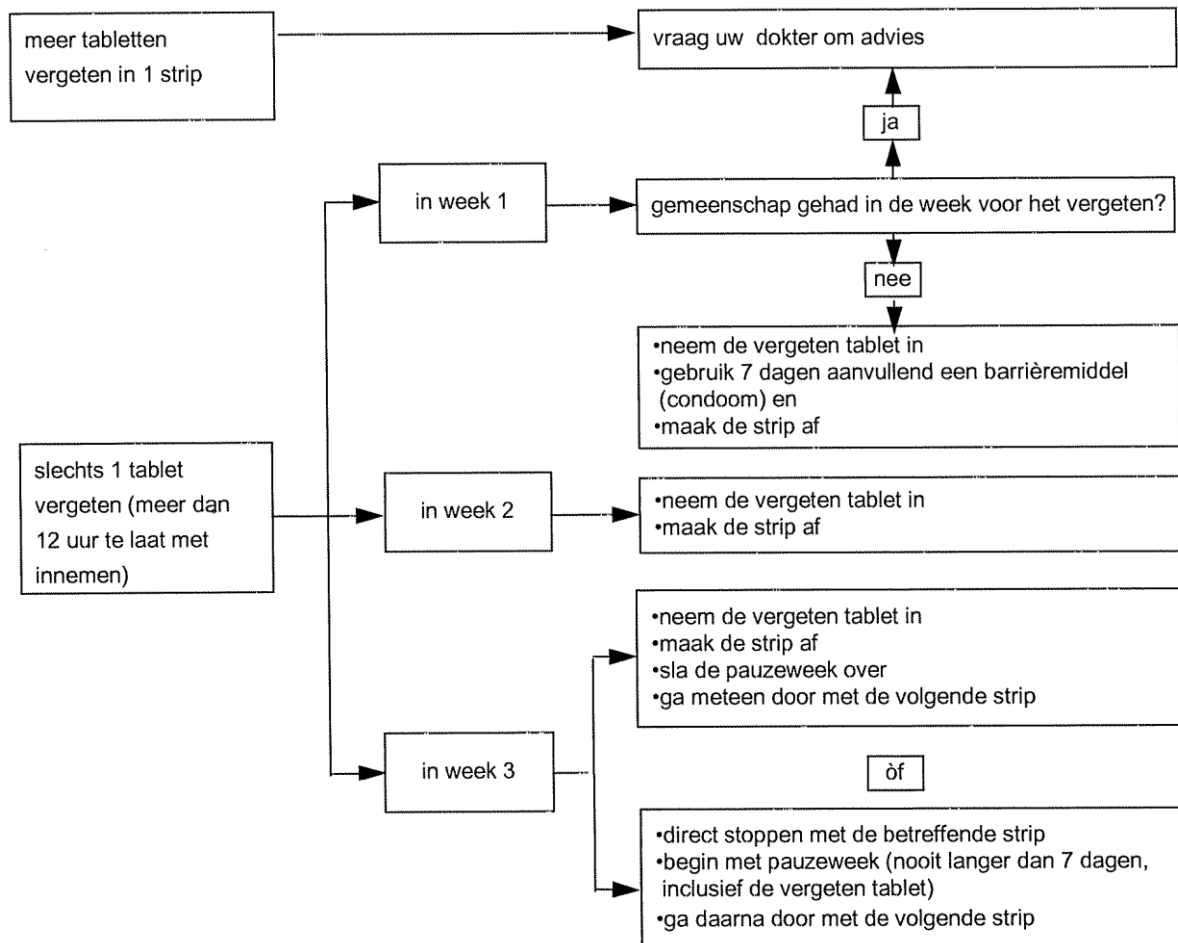 meer tabletten
vergeten in 1 strip
vraag uw dokter om advies
ja
in week 1
gemeenschap gehad in de week voor het vergeten?
nee
•neem de vergeten tablet in
•gebruik 7 dagen aanvullend een barrièremiddel
(condoom) en
•maak de strip af
slechts 1 tablet
vergeten (meer dan
12 uur te laat met
innemen)
in week 2
•neem de vergeten tablet in
•maak de strip af
•neem de vergeten tablet in
•maak de strip af
•sla de pauzeweek over
•ga meteen door met de volgende strip
in week 3
òf
•direct stoppen met de betreffende strip
•begin met pauzeweek (nooit langer dan 7 dagen,
inclusief de vergeten tablet)
•ga daarna door met de volgende strip